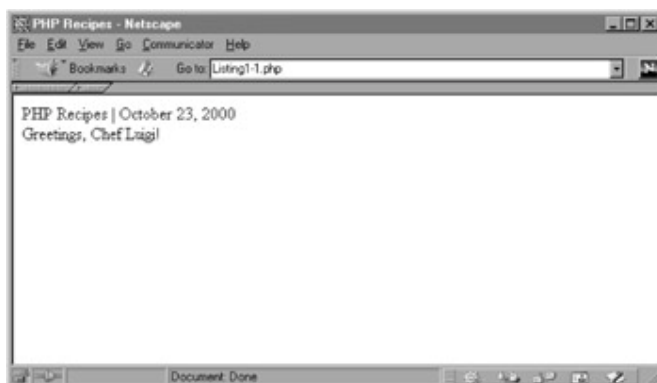 PHP Recipes - Netscape
File Edit View Go Communicator Help
Bookmarks Go to: Listing1-1.php
PHP Recipes | October 23, 2000
Greetings, Chef Luigi!
Document: Done